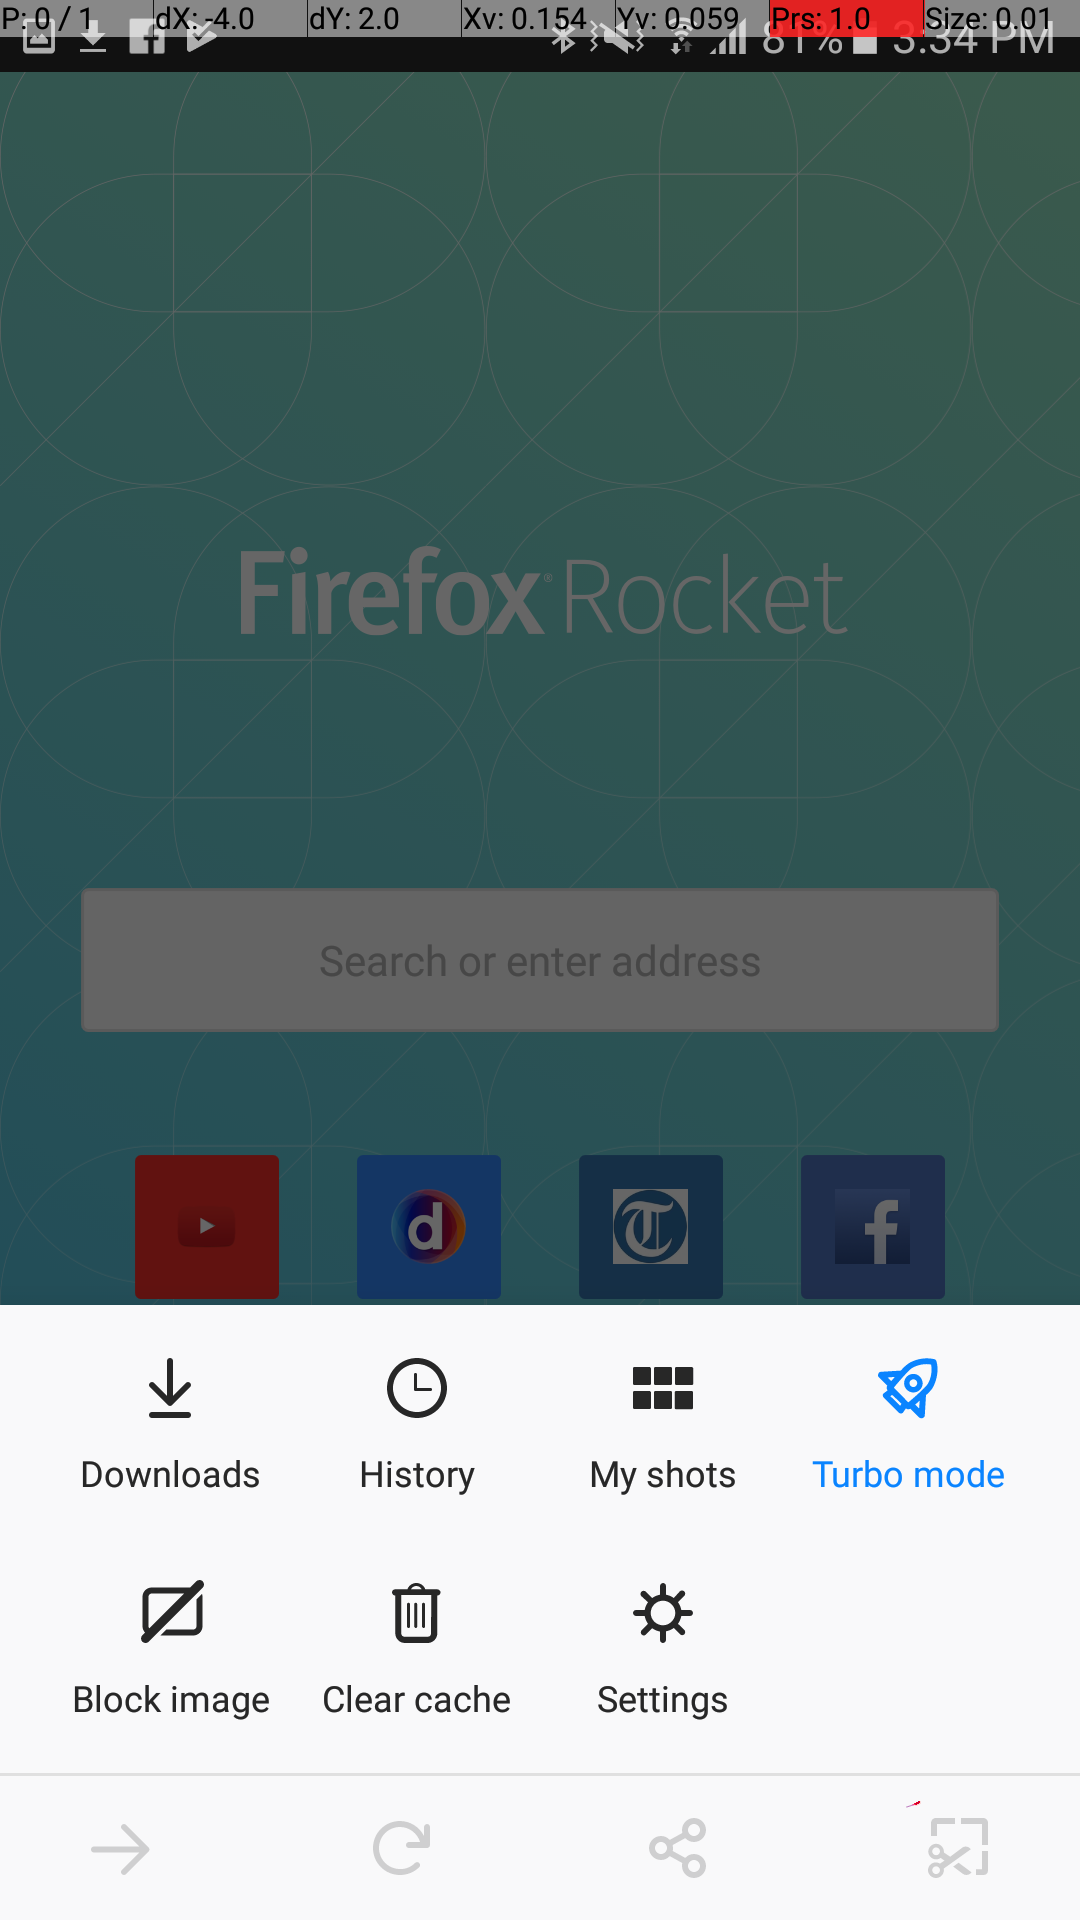 P: 0 / 1 dX: -4.0 dY: 2.0 Xv: 0.154 Yv: 0.059 Prs: 1.0 Size: 0.01
81% 3:34 PM
Firefox® Rocket
Search or enter address
d T f
Downloads History My shots Turbo mode
Block image Clear cache Settings